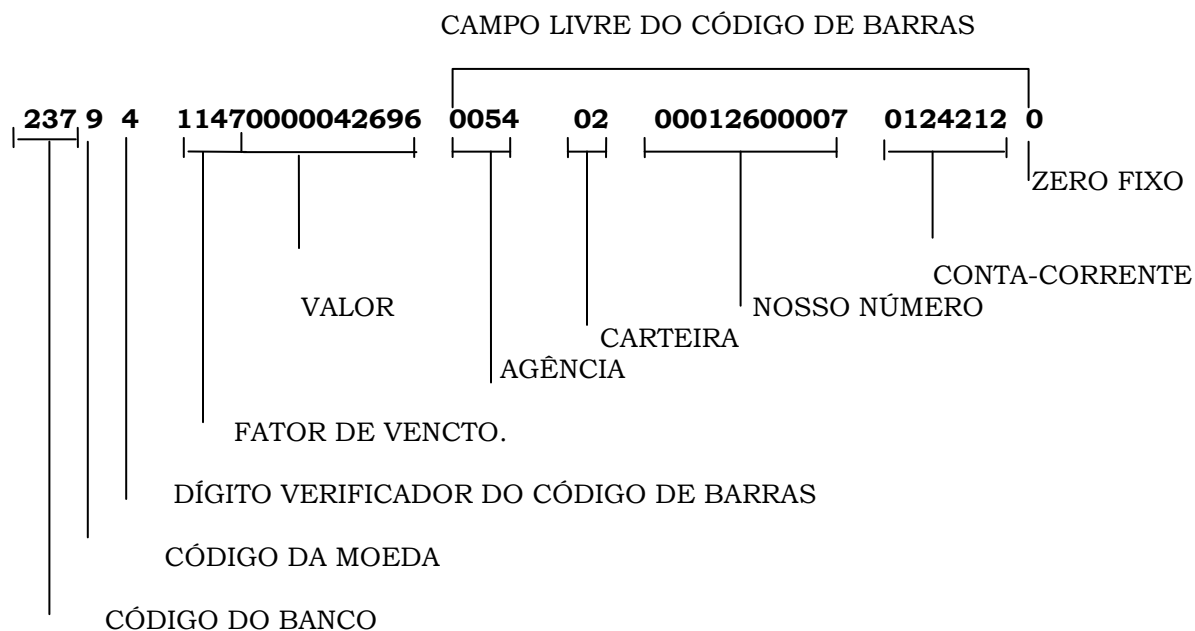 CAMPO LIVRE DO CÓDIGO DE BARRAS
237 9 4 11470000042696 0054 02 00012600007 0124212 0
ZERO FIXO
CONTA-CORRENTE
VALOR
NOSSO NÚMERO
CARTEIRA
AGÊNCIA
FATOR DE VENCTO.
DÍGITO VERIFICADOR DO CÓDIGO DE BARRAS
CÓDIGO DA MOEDA
CÓDIGO DO BANCO